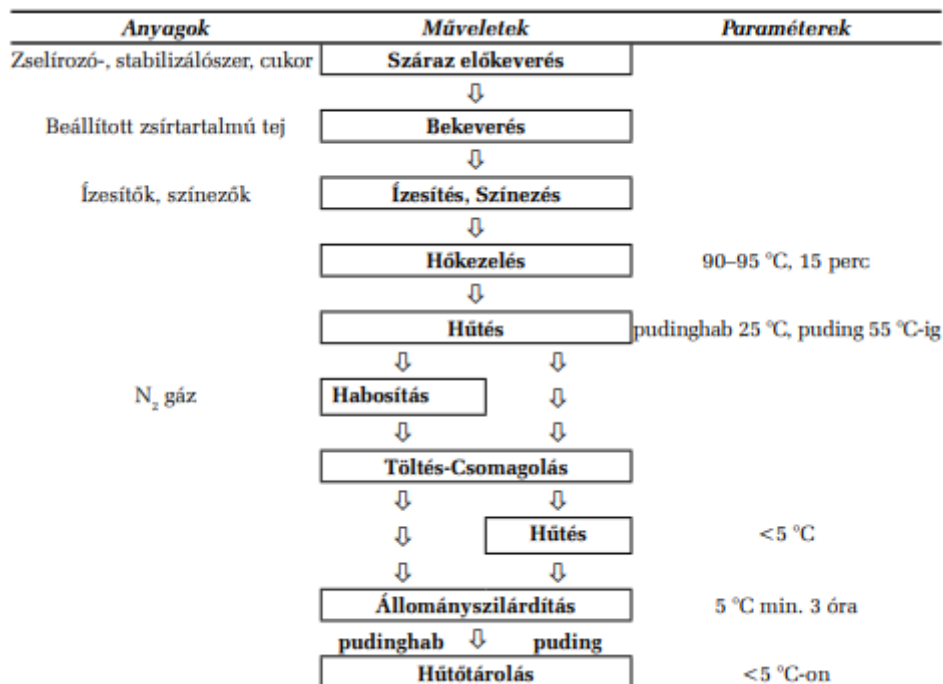 Anyagok Műveletek Paraméterek
Zselírozó-, stabilizálószer, cukor Száraz előkeverés
Beállított zsírtartalmú tej Bekeverés
Ízesítők, színezők Ízesítés, Színezés
Hőkezelés 90–95 °C, 15 perc
Hűtés pudinghab 25 °C, puding 55 °C-ig
N₂ gáz Habosítás
Töltés-Csomagolás
Hűtés <5 °C
Állományszilárdítás 5 °C min. 3 óra
pudinghab puding
Hűtőtárolás <5 °C-on